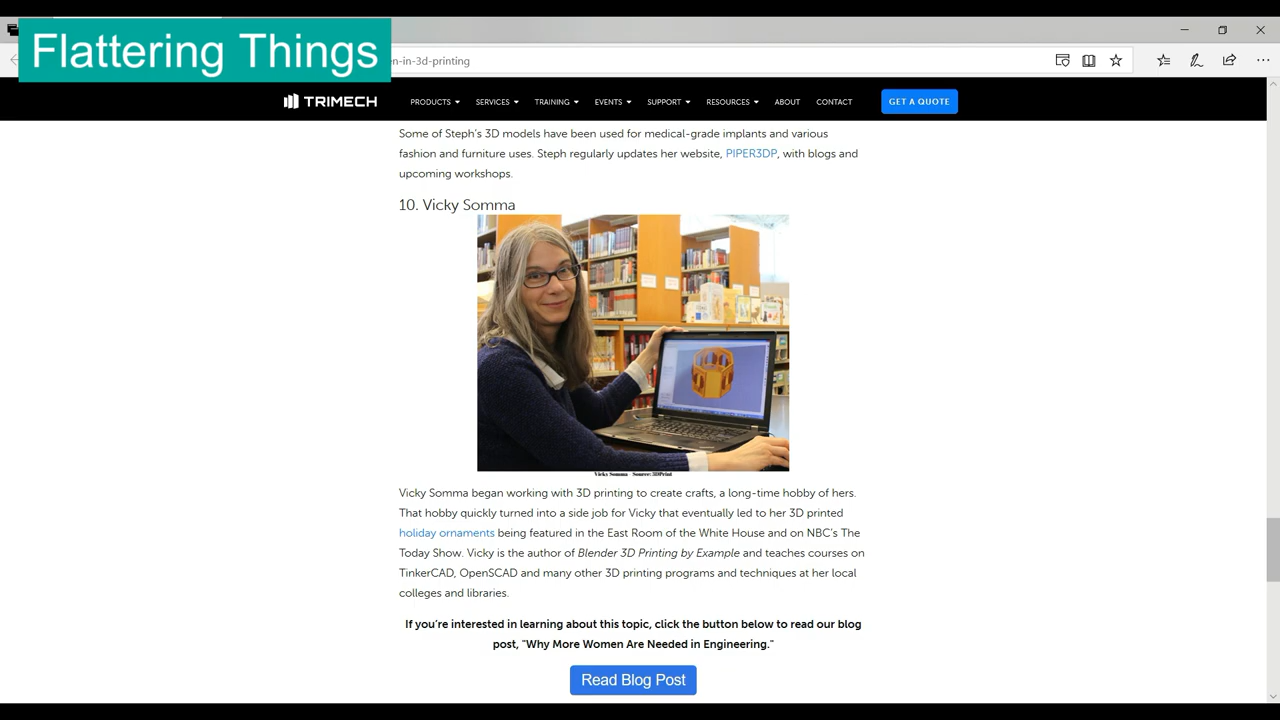 Flattering Things
n-in-3d-printing
TRIMECH
PRODUCTS SERVICES TRAINING EVENTS SUPPORT RESOURCES ABOUT CONTACT GET A QUOTE
Some of Steph's 3D models have been used for medical-grade implants and various
fashion and furniture uses. Steph regularly updates her website, PIPER3DP, with blogs and
upcoming workshops.
10. Vicky Somma
Vicky Somma Source: 3DPrint
Vicky Somma began working with 3D printing to create crafts, a long-time hobby of hers.
That hobby quickly turned into a side job for Vicky that eventually led to her 3D printed
holiday ornaments being featured in the East Room of the White House and on NBC's The
Today Show. Vicky is the author of Blender 3D Printing by Example and teaches courses on
TinkerCAD, OpenSCAD and many other 3D printing programs and techniques at her local
colleges and libraries.
If you're interested in learning about this topic, click the button below to read our blog
post, "Why More Women Are Needed in Engineering."
Read Blog Post